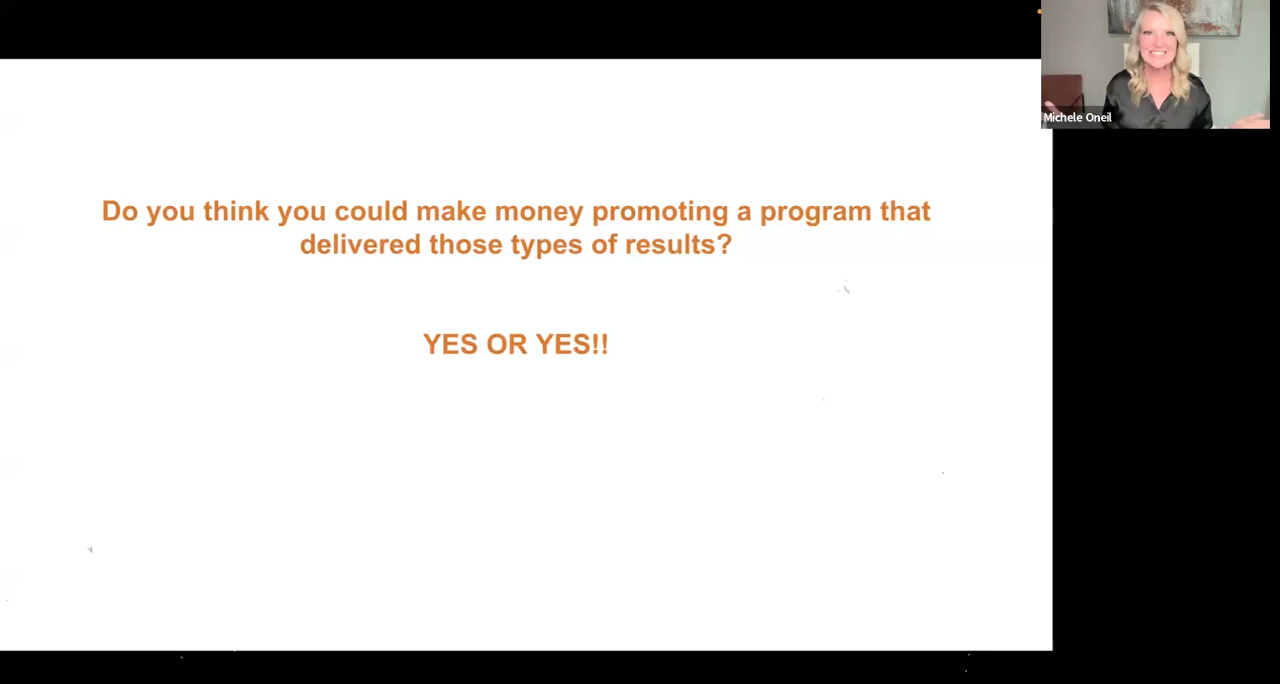 Michele Oneil
Do you think you could make money promoting a program that
delivered those types of results?
YES OR YES!!